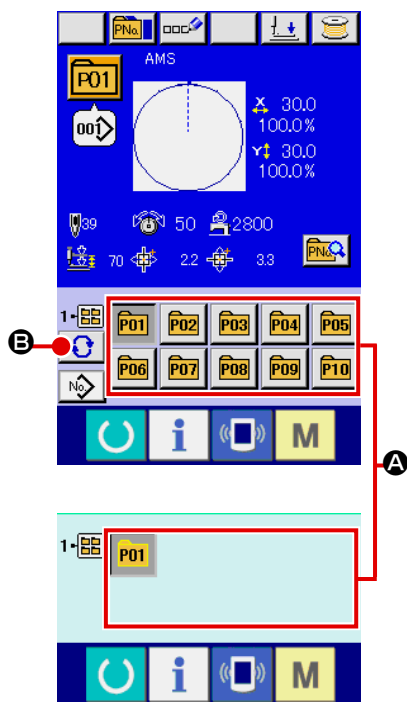 PNo.
AMS
P01
001
X 30.0
100.0%
Y 30.0
100.0%
39 50 2800
70 2.2 3.3
PNo.
1-
P01 P02 P03 P04 P05
B
P06 P07 P08 P09 P10
No.
i M
A
1-
P01
i M